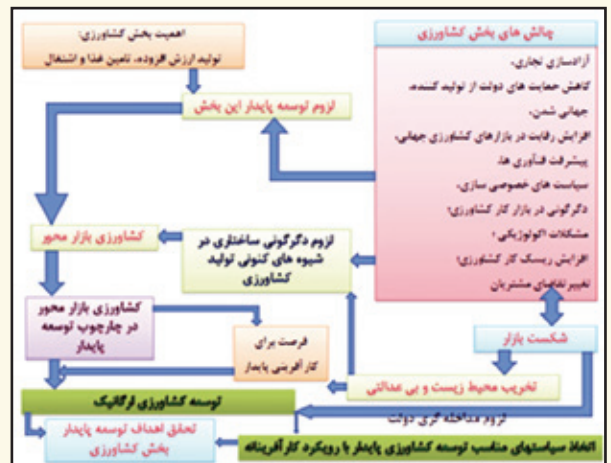 چالش های بخش کشاورزی
آزادسازی تجاری،
کاهش حمایت های دولت از تولید کننده،
جهانی شدن،
افزایش رقابت در بازارهای کشاورزی جهانی،
پیشرفت فنآوری ها،
سیاست های خصوصی سازی،
دگرگونی در بازار کار کشاورزی؛
مشکلات اکولوژیکی؛
افزایش ریسک کار کشاورزی؛
تغییر تقاضای مشتریان
اهمیت بخش کشاورزی:
تولید ارزش افزوده، تامین غذا و اشتغال
لزوم توسعه پایدار این بخش
کشاورزی بازار محور
لزوم دگرگونی ساختاری در
شیوه های کنونی تولید
کشاورزی
کشاورزی بازار محور
در چارچوب توسعه
پایدار
فرصت برای
کار آفرینی پایدار
شکست بازار
تخریب محیط زیست و بی عدالتی
توسعه کشاورزی ارگانیک
لزوم مداخله گری دولت
تحقق اهداف توسعه پایدار
بخش کشاورزی
اتخاذ سیاستهای مناسب توسعه کشاورزی پایدار با رویکرد کار آفرینانه